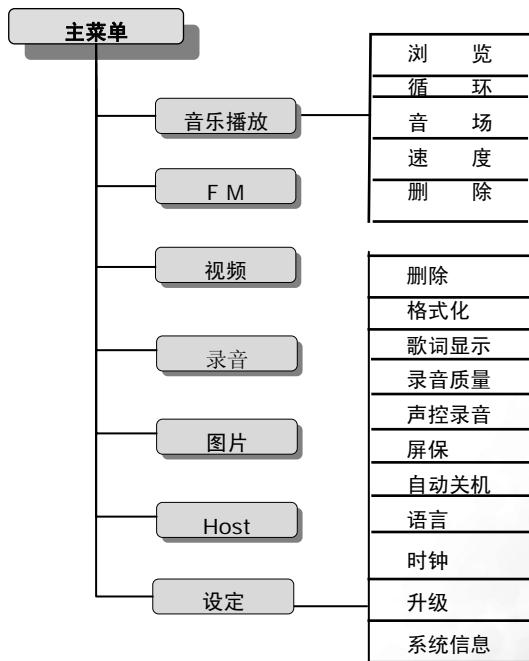 主菜单
音乐播放
F M
视频
录音
图片
Host
设定
浏 览
循 环
音 场
速 度
删 除
删除
格式化
歌词显示
录音质量
声控录音
屏保
自动关机
语言
时钟
升级
系统信息